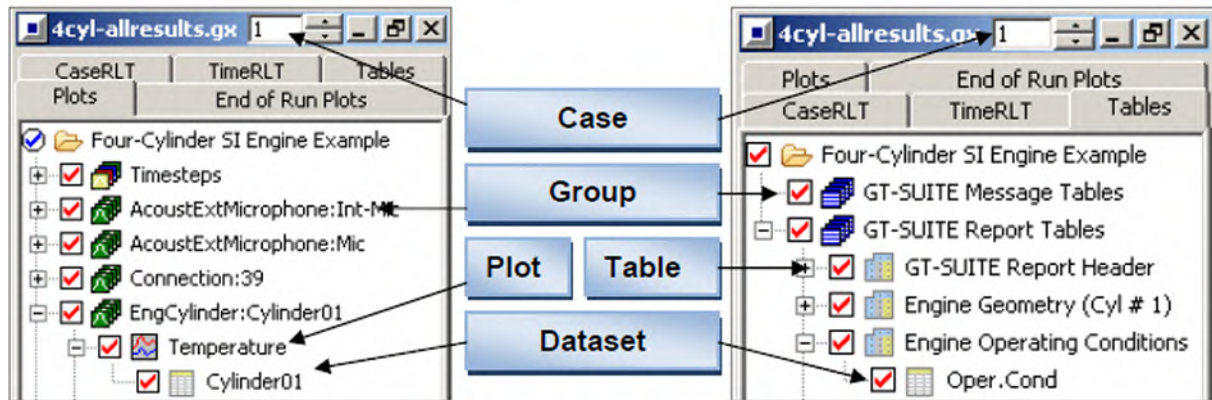 4cyl-allresults.gx 1
CaseRLT TimeRLT Tables
Plots End of Run Plots
Four-Cylinder SI Engine Example
Timesteps
AcoustExtMicrophone:Int-Mic
AcoustExtMicrophone:Mic
Connection:39
EngCylinder:Cylinder01
Temperature
Cylinder01
Case
Group
Plot Table
Dataset
4cyl-allresults.gx 1
Plots End of Run Plots
CaseRLT TimeRLT Tables
Four-Cylinder SI Engine Example
GT-SUITE Message Tables
GT-SUITE Report Tables
GT-SUITE Report Header
Engine Geometry (Cyl # 1)
Engine Operating Conditions
Oper.Cond